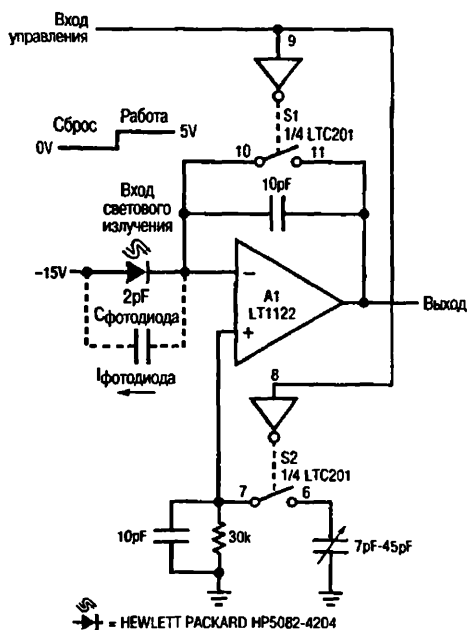 Вход
управления
9
S1
1/4 LTC201
Сброс
Работа
0V
5V
10
11
10pF
Вход
светового
излучения
–15V
2pF
Cфотодиода
Iфотодиода
–
+
A1
LT1122
Выход
8
S2
1/4 LTC201
7
6
10pF
30k
7pF-45pF
= HEWLETT PACKARD HP5082-4204